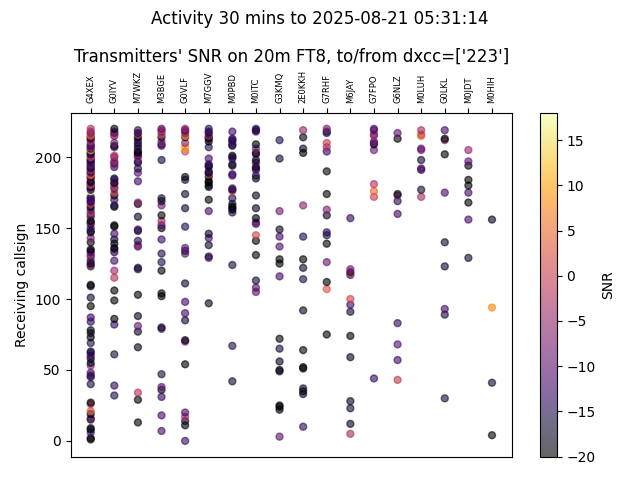 Activity 30 mins to 2025-08-21 05:31:14
Transmitters' SNR on 20m FT8, to/from dxcc=['223']
G4XEX G0IYV M7WKZ M3BGE G0VLF M7GGV M0PBD M0ITC G3KMQ 2E0KKH G7RHF M6JAY G7FPO G6NLZ M0LUH G0LKL M0JDT M0HIH
Receiving callsign
200
150
100
50
0
15
10
5
0
−5
−10
−15
−20
SNR